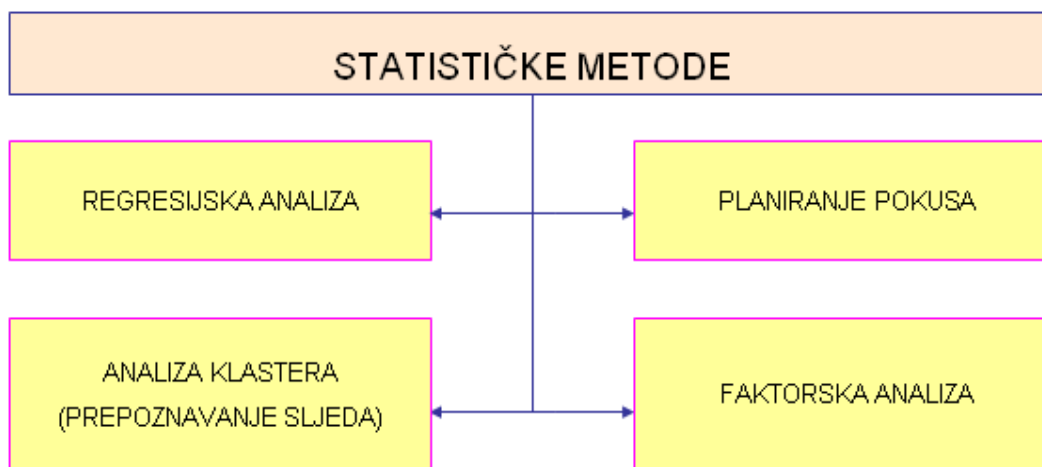 STATISTIČKE METODE
REGRESIJSKA ANALIZA
PLANIRANJE POKUSA
ANALIZA KLASTERA
(PREPOZNAVANJE SLJEDA)
FAKTORSKA ANALIZA